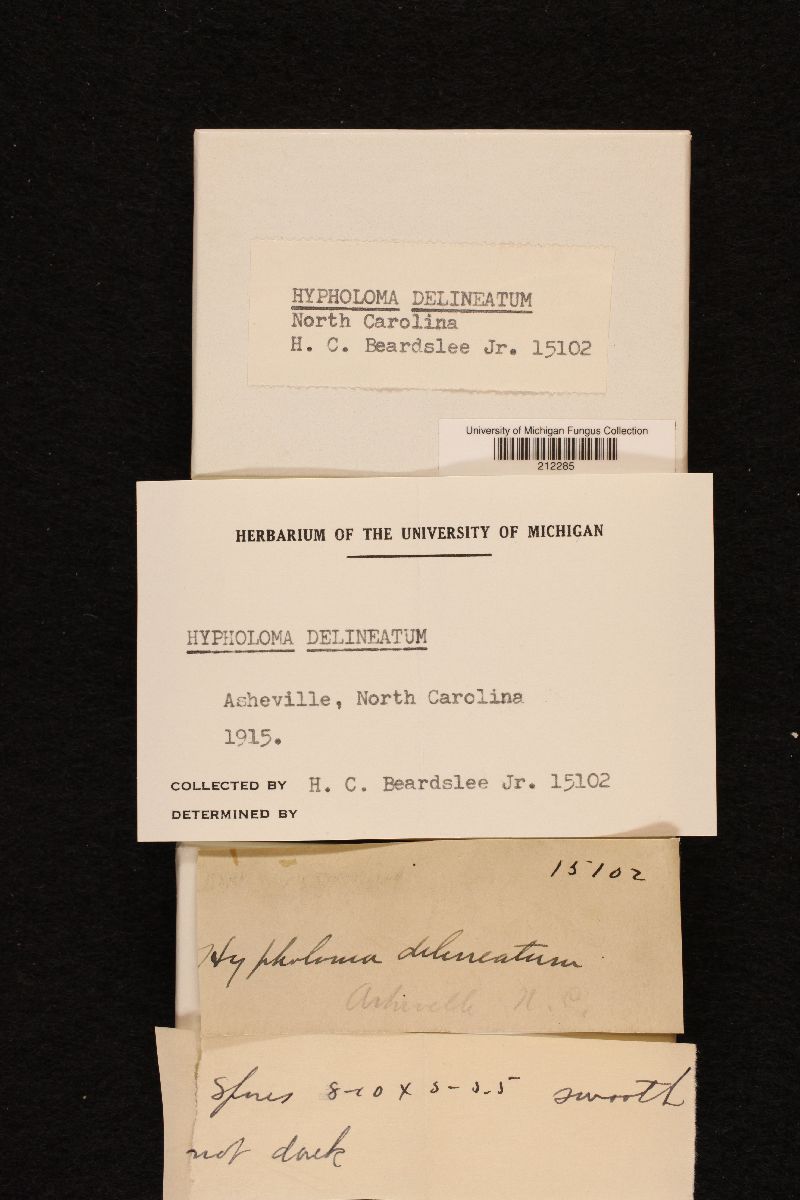 HYPHOLOMA DELINEATUM
North Carolina
H. C. Beardslee Jr. 15102
University of Michigan Fungus Collection
212285
HERBARIUM OF THE UNIVERSITY OF MICHIGAN
HYPHOLOMA DELINEATUM
Asheville, North Carolina
1915.
COLLECTED BY H. C. Beardslee Jr. 15102
DETERMINED BY
15102
Hypholoma delineatum
Asheville N. C.
Spores 8-10 x 5-5.5 smooth
not dark